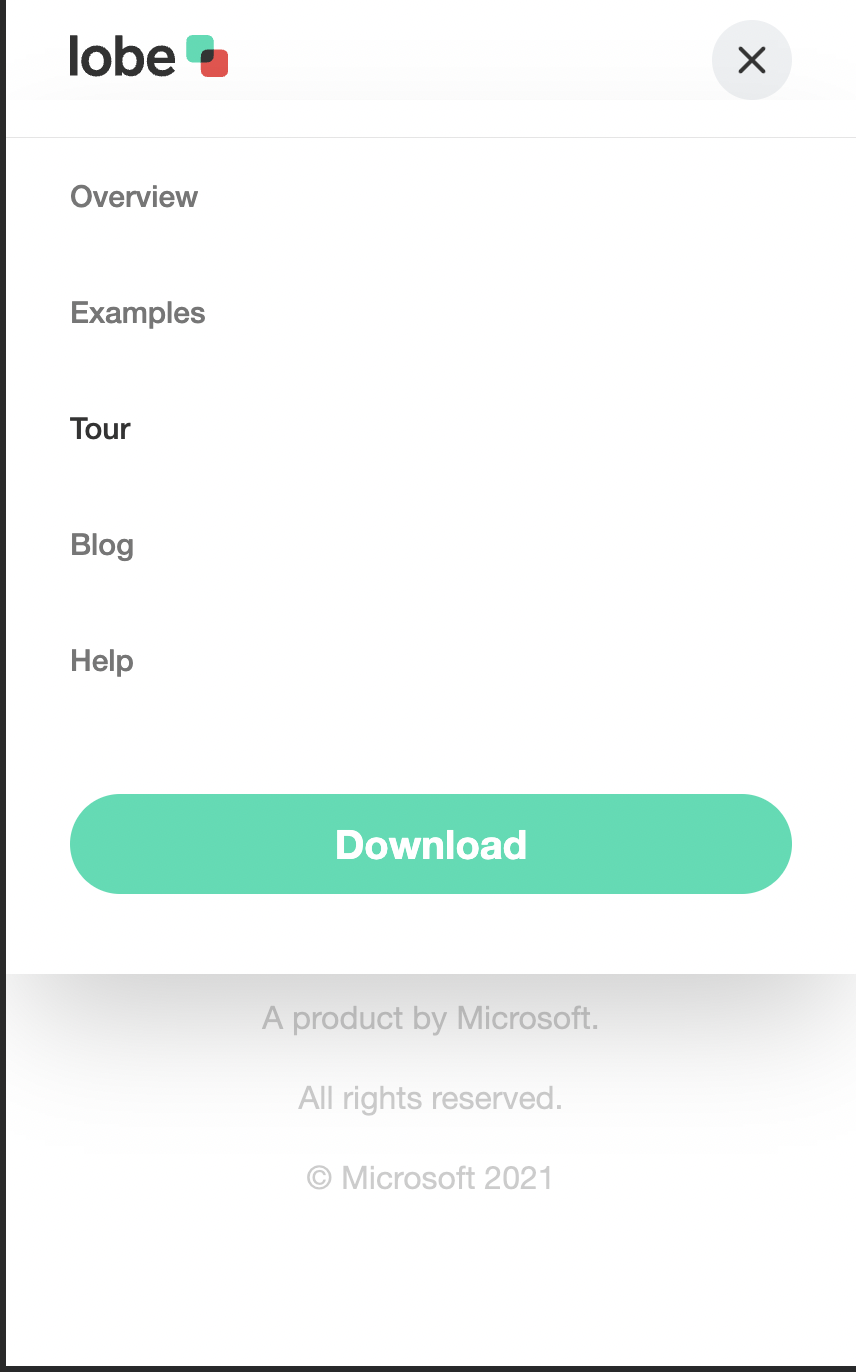 lobe
Overview
Examples
Tour
Blog
Help
Download
A product by Microsoft.
All rights reserved.
© Microsoft 2021